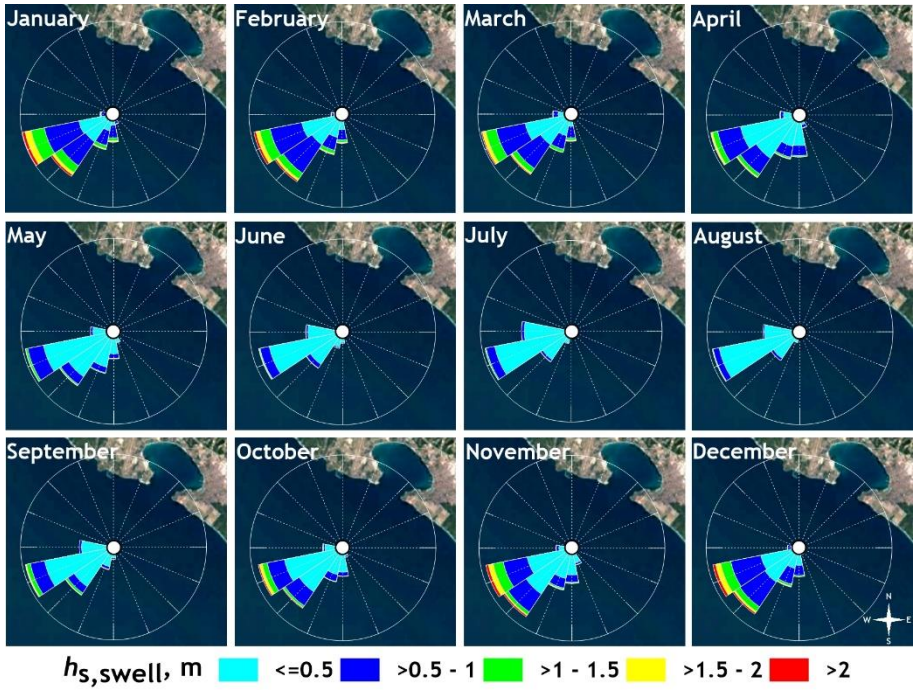 January
February
March
April
May
June
July
August
September
October
November
December
N
W E
S
hs,swell, m <=0.5 >0.5 - 1 >1 - 1.5 >1.5 - 2 >2